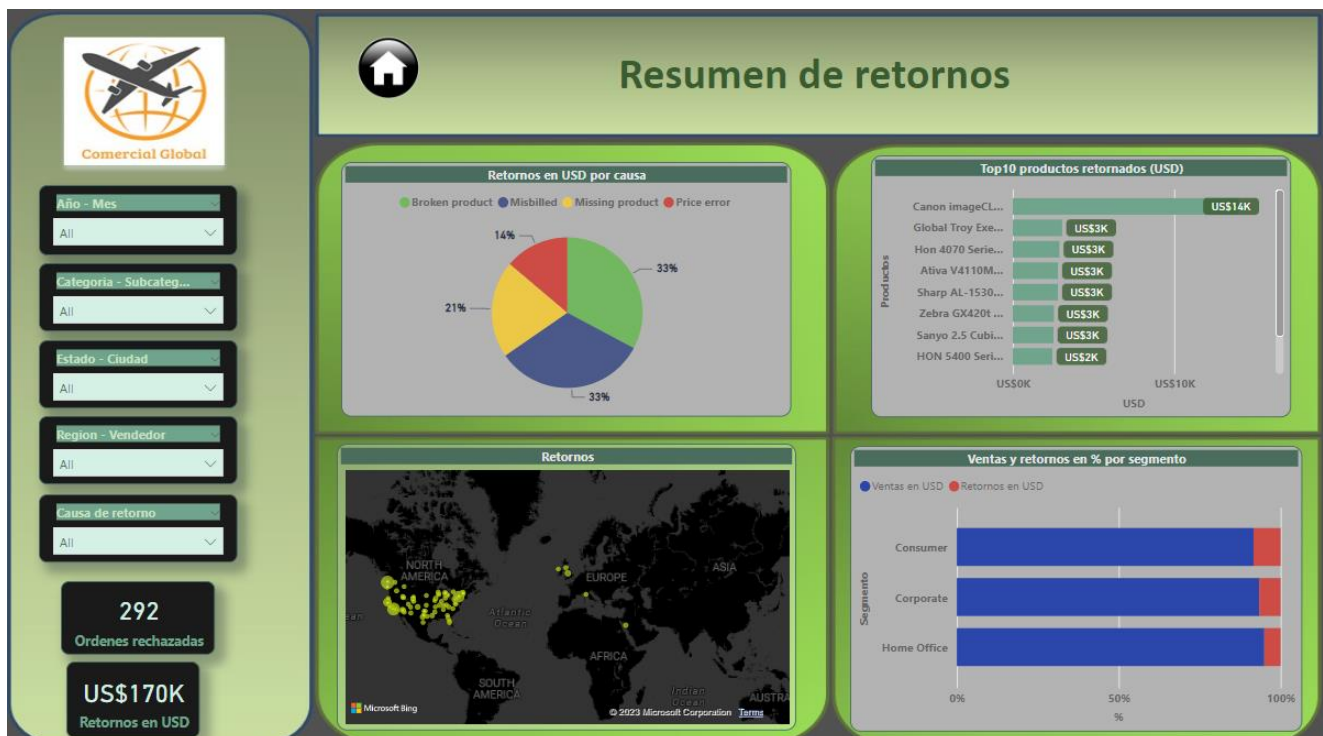 Comercial Global
Año - Mes
All
Categoria - Subcateg...
All
Estado - Ciudad
All
Region - Vendedor
All
Causa de retorno
All
292
Ordenes rechazadas
US$170K
Retornos en USD
Resumen de retornos
Retornos en USD por causa
Broken product Misbilled Missing product Price error
14%
33%
21%
33%
Top10 productos retornados (USD)
Productos
Canon imageCL... US$14K
Global Troy Exe... US$3K
Hon 4070 Serie... US$3K
Ativa V4110M... US$3K
Sharp AL-1530... US$3K
Zebra GX420t ... US$3K
Sanyo 2.5 Cubi... US$3K
HON 5400 Seri... US$2K
US$0K US$10K
USD
Retornos
NORTH
AMERICA
EUROPE
ASIA
Atlantic
Ocean
ean
AFRICA
SOUTH
AMERICA
Indian
Ocean
AUSTRA
Microsoft Bing
© 2023 Microsoft Corporation Terms
Ventas y retornos en % por segmento
Ventas en USD Retornos en USD
Segmento
Consumer
Corporate
Home Office
0% 50% 100%
%